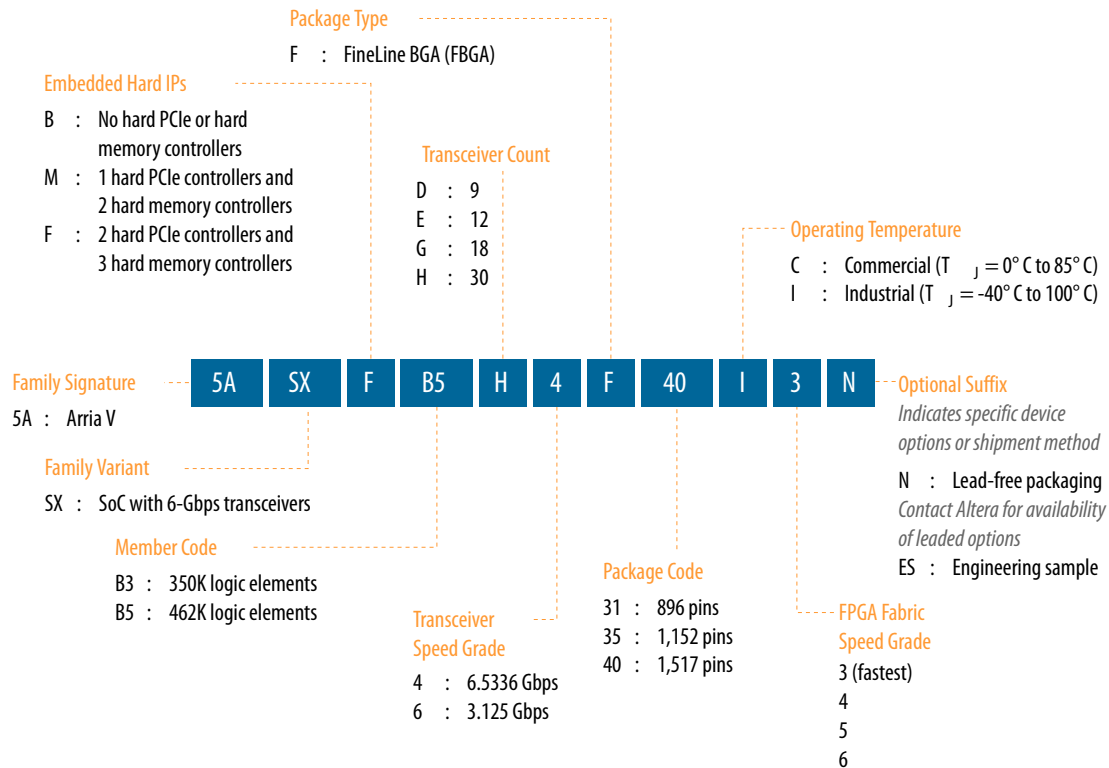 Package Type
F : FineLine BGA (FBGA)
Embedded Hard IPs
B : No hard PCIe or hard
memory controllers
M : 1 hard PCIe controllers and
2 hard memory controllers
F : 2 hard PCIe controllers and
3 hard memory controllers
Transceiver Count
D : 9
E : 12
G : 18
H : 30
Operating Temperature
C : Commercial (T J = 0° C to 85° C)
I : Industrial (T J = -40° C to 100° C)
Family Signature
5A : Arria V
5A SX F B5 H 4 F 40 I 3 N
Optional Suffix
Indicates specific device
options or shipment method
N : Lead-free packaging
Contact Altera for availability
of leaded options
ES : Engineering sample
Family Variant
SX : SoC with 6-Gbps transceivers
Member Code
B3 : 350K logic elements
B5 : 462K logic elements
Transceiver
Speed Grade
4 : 6.5336 Gbps
6 : 3.125 Gbps
Package Code
31 : 896 pins
35 : 1,152 pins
40 : 1,517 pins
FPGA Fabric
Speed Grade
3 (fastest)
4
5
6